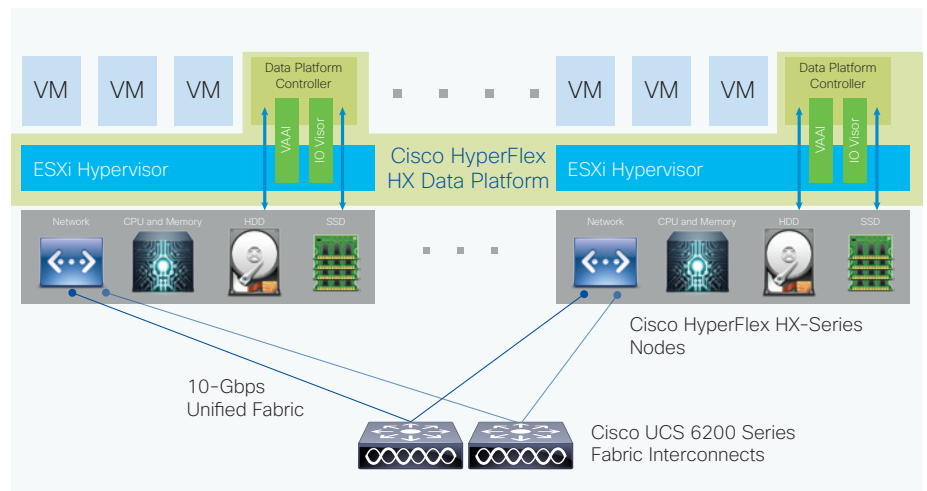 VM VM VM Data Platform Controller VM VM VM Data Platform Controller
VAAI IO Visor VAAI IO Visor
ESXi Hypervisor Cisco HyperFlex ESXi Hypervisor
HX Data Platform
Network CPU and Memory HDD SSD Network CPU and Memory HDD SSD
Cisco HyperFlex HX-Series
Nodes
10-Gbps
Unified Fabric
Cisco UCS 6200 Series
Fabric Interconnects